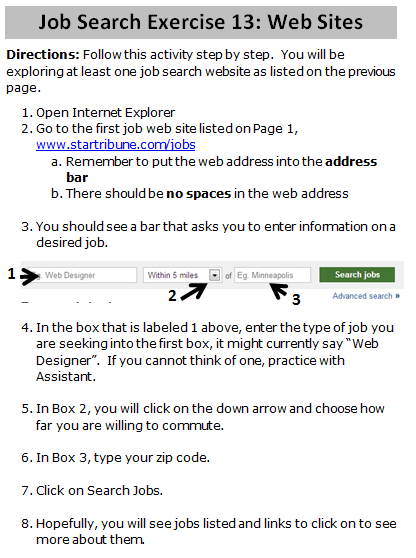 Job Search Exercise 13: Web Sites
Directions: Follow this activity step by step. You will be
exploring at least one job search website as listed on the previous
page.
1. Open Internet Explorer
2. Go to the first job web site listed on Page 1,
www.startribune.com/jobs
a. Remember to put the web address into the address
bar
b. There should be no spaces in the web address
3. You should see a bar that asks you to enter information on a
desired job.
1 Web Designer Within 5 miles of Eg. Minneapolis Search jobs
2 3 Advanced search »
4. In the box that is labeled 1 above, enter the type of job you
are seeking into the first box, it might currently say “Web
Designer”. If you cannot think of one, practice with
Assistant.
5. In Box 2, you will click on the down arrow and choose how
far you are willing to commute.
6. In Box 3, type your zip code.
7. Click on Search Jobs.
8. Hopefully, you will see jobs listed and links to click on to see
more about them.